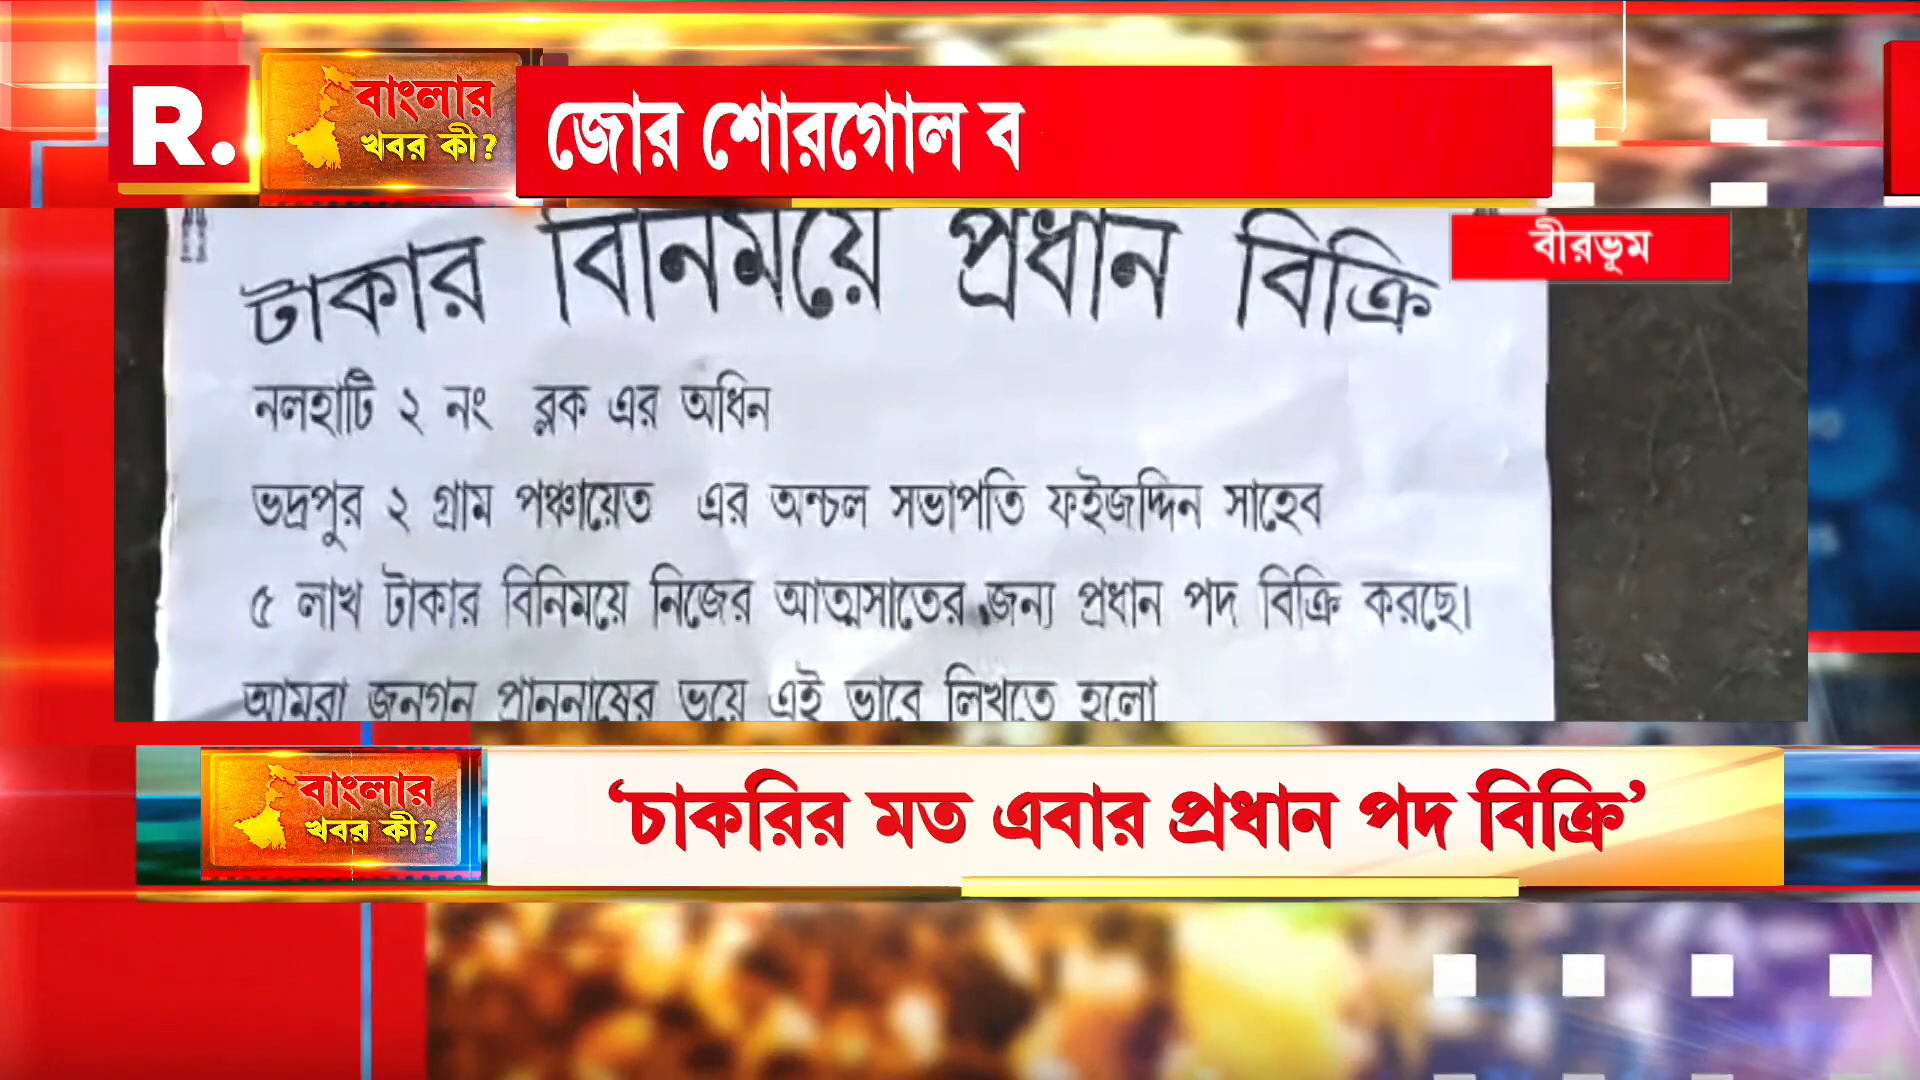 R.
বাংলার
খবর কী?
জোর শোরগোল ব
টাকার বিনিময়ে প্রধান বিক্রি
বীরভূম
নলহাটি ২ নং ব্লক এর অধিন
ভদ্রপুর ২ গ্রাম পঞ্চায়েত এর অন্চল সভাপতি ফইজদ্দিন সাহেব
৫ লাখ টাকার বিনিময়ে নিজের আত্মসাতের জন্য প্রধান পদ বিক্রি করছে।
আমরা জনগন প্রাননাষের ভয়ে এই ভাবে লিখতে হলো
বাংলার
খবর কী?
‘চাকরির মত এবার প্রধান পদ বিক্রি’